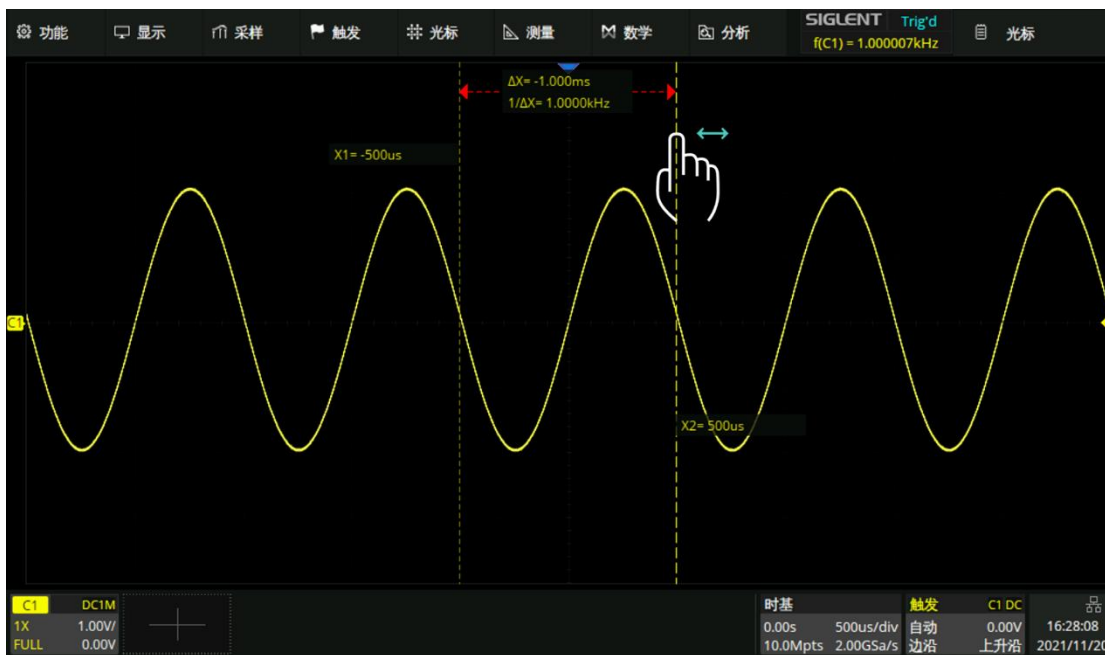 功能 显示 采样 触发 光标 测量 数学 分析 SIGLENT Trig'd 光标
f(C1) = 1.000007kHz
ΔX= -1.000ms
1/ΔX= 1.0000kHz
X1= -500us
C1
X2= 500us
C1 DC1M
1X 1.00V/
FULL 0.00V
时基
0.00s 500us/div
10.0Mpts 2.00GSa/s
触发 C1 DC
自动 0.00V
边沿 上升沿
16:28:08
2021/11/20